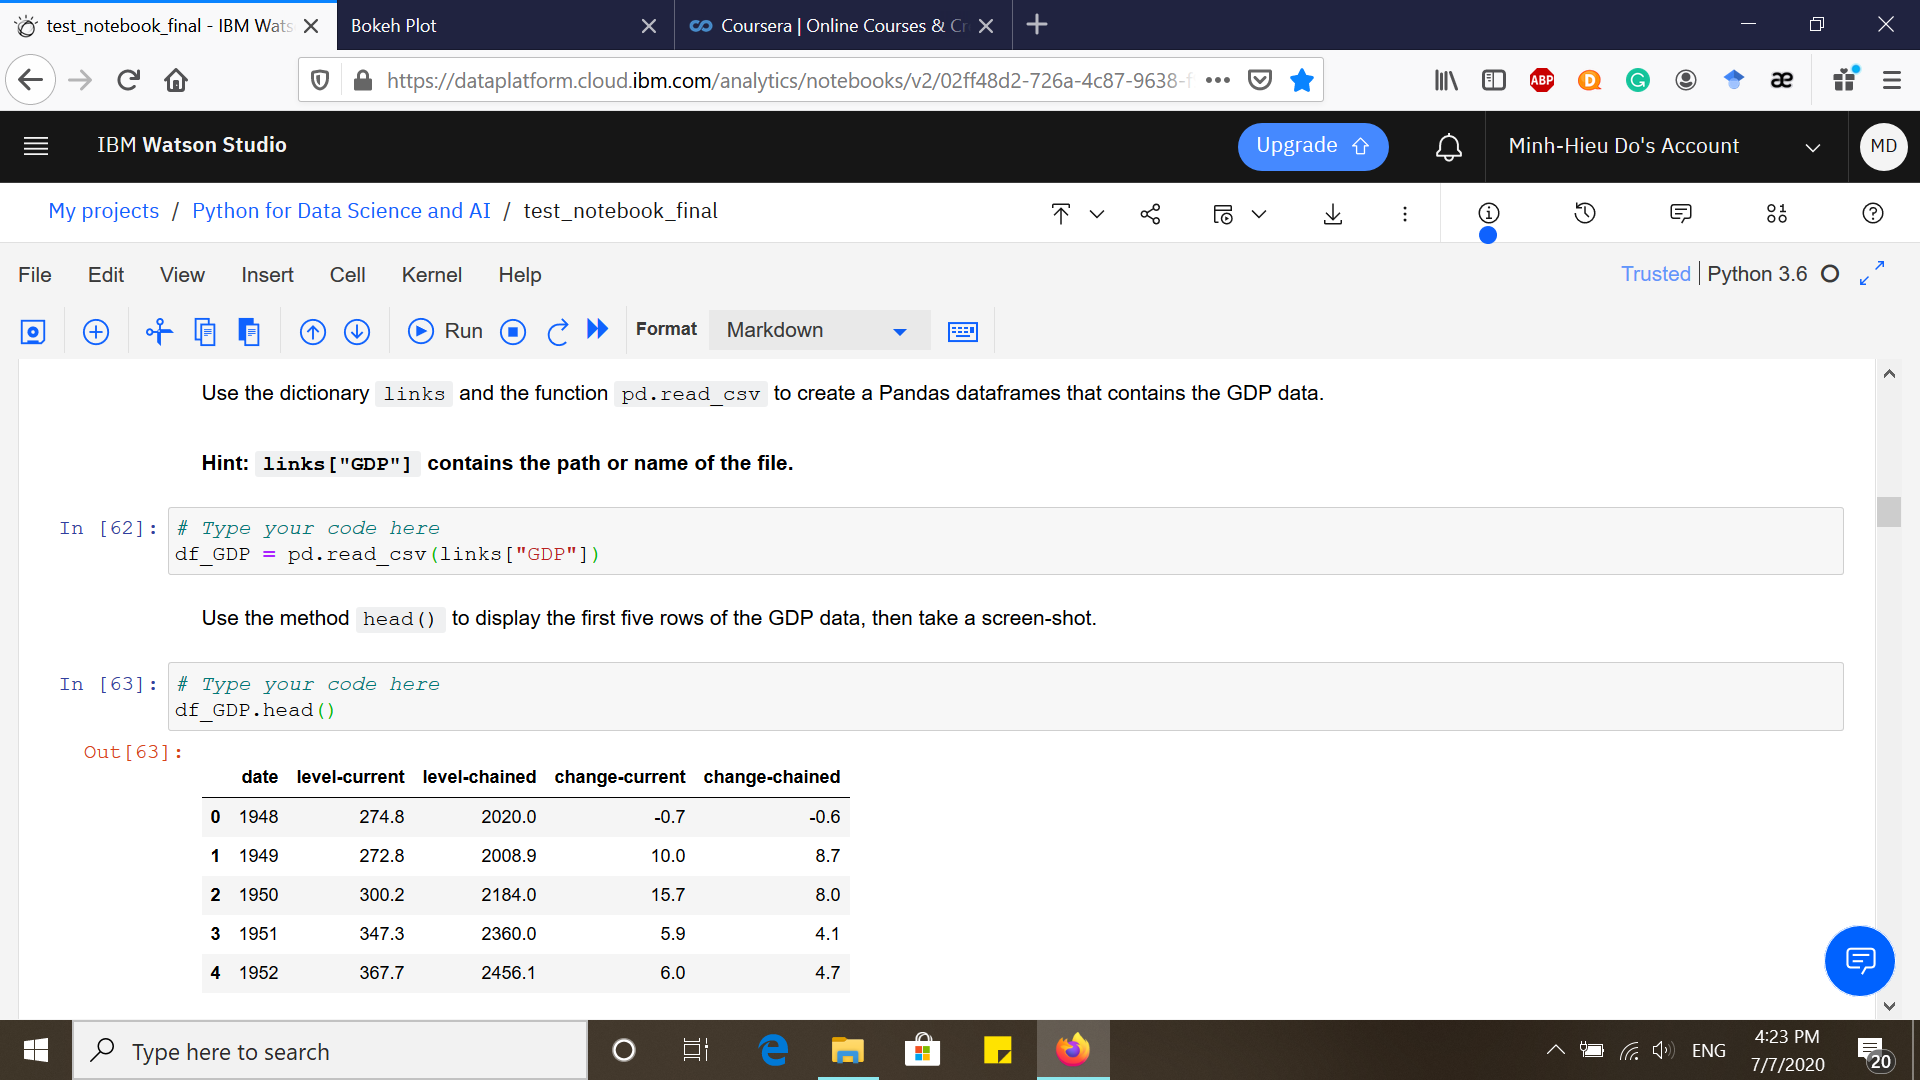 test_notebook_final - IBM Wats
Bokeh Plot
Coursera | Online Courses & Cr
https://dataplatform.cloud.ibm.com/analytics/notebooks/v2/02ff48d2-726a-4c87-9638-f
ABP
IBM Watson Studio
Upgrade
Minh-Hieu Do's Account
MD
My projects / Python for Data Science and AI / test_notebook_final
File Edit View Insert Cell Kernel Help
Trusted | Python 3.6
Run
Format
Markdown
Use the dictionary links and the function pd.read_csv to create a Pandas dataframes that contains the GDP data.
Hint: links["GDP"] contains the path or name of the file.
In [62]: # Type your code here
df_GDP = pd.read_csv(links["GDP"])
Use the method head() to display the first five rows of the GDP data, then take a screen-shot.
In [63]: # Type your code here
df_GDP.head()
Out[63]:
date level-current level-chained change-current change-chained
0 1948 274.8 2020.0 -0.7 -0.6
1 1949 272.8 2008.9 10.0 8.7
2 1950 300.2 2184.0 15.7 8.0
3 1951 347.3 2360.0 5.9 4.1
4 1952 367.7 2456.1 6.0 4.7
Type here to search
ENG
4:23 PM
7/7/2020
20